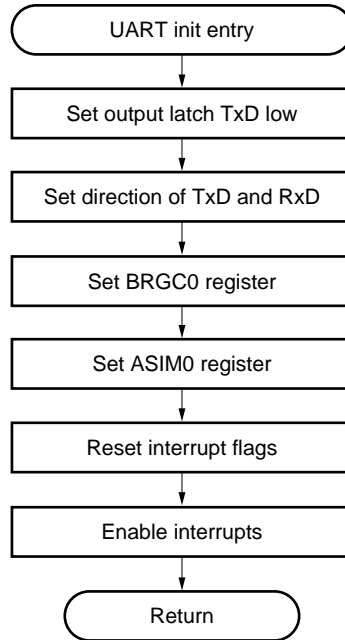 UART init entry
Set output latch TxD low
Set direction of TxD and RxD
Set BRGC0 register
Set ASIM0 register
Reset interrupt flags
Enable interrupts
Return